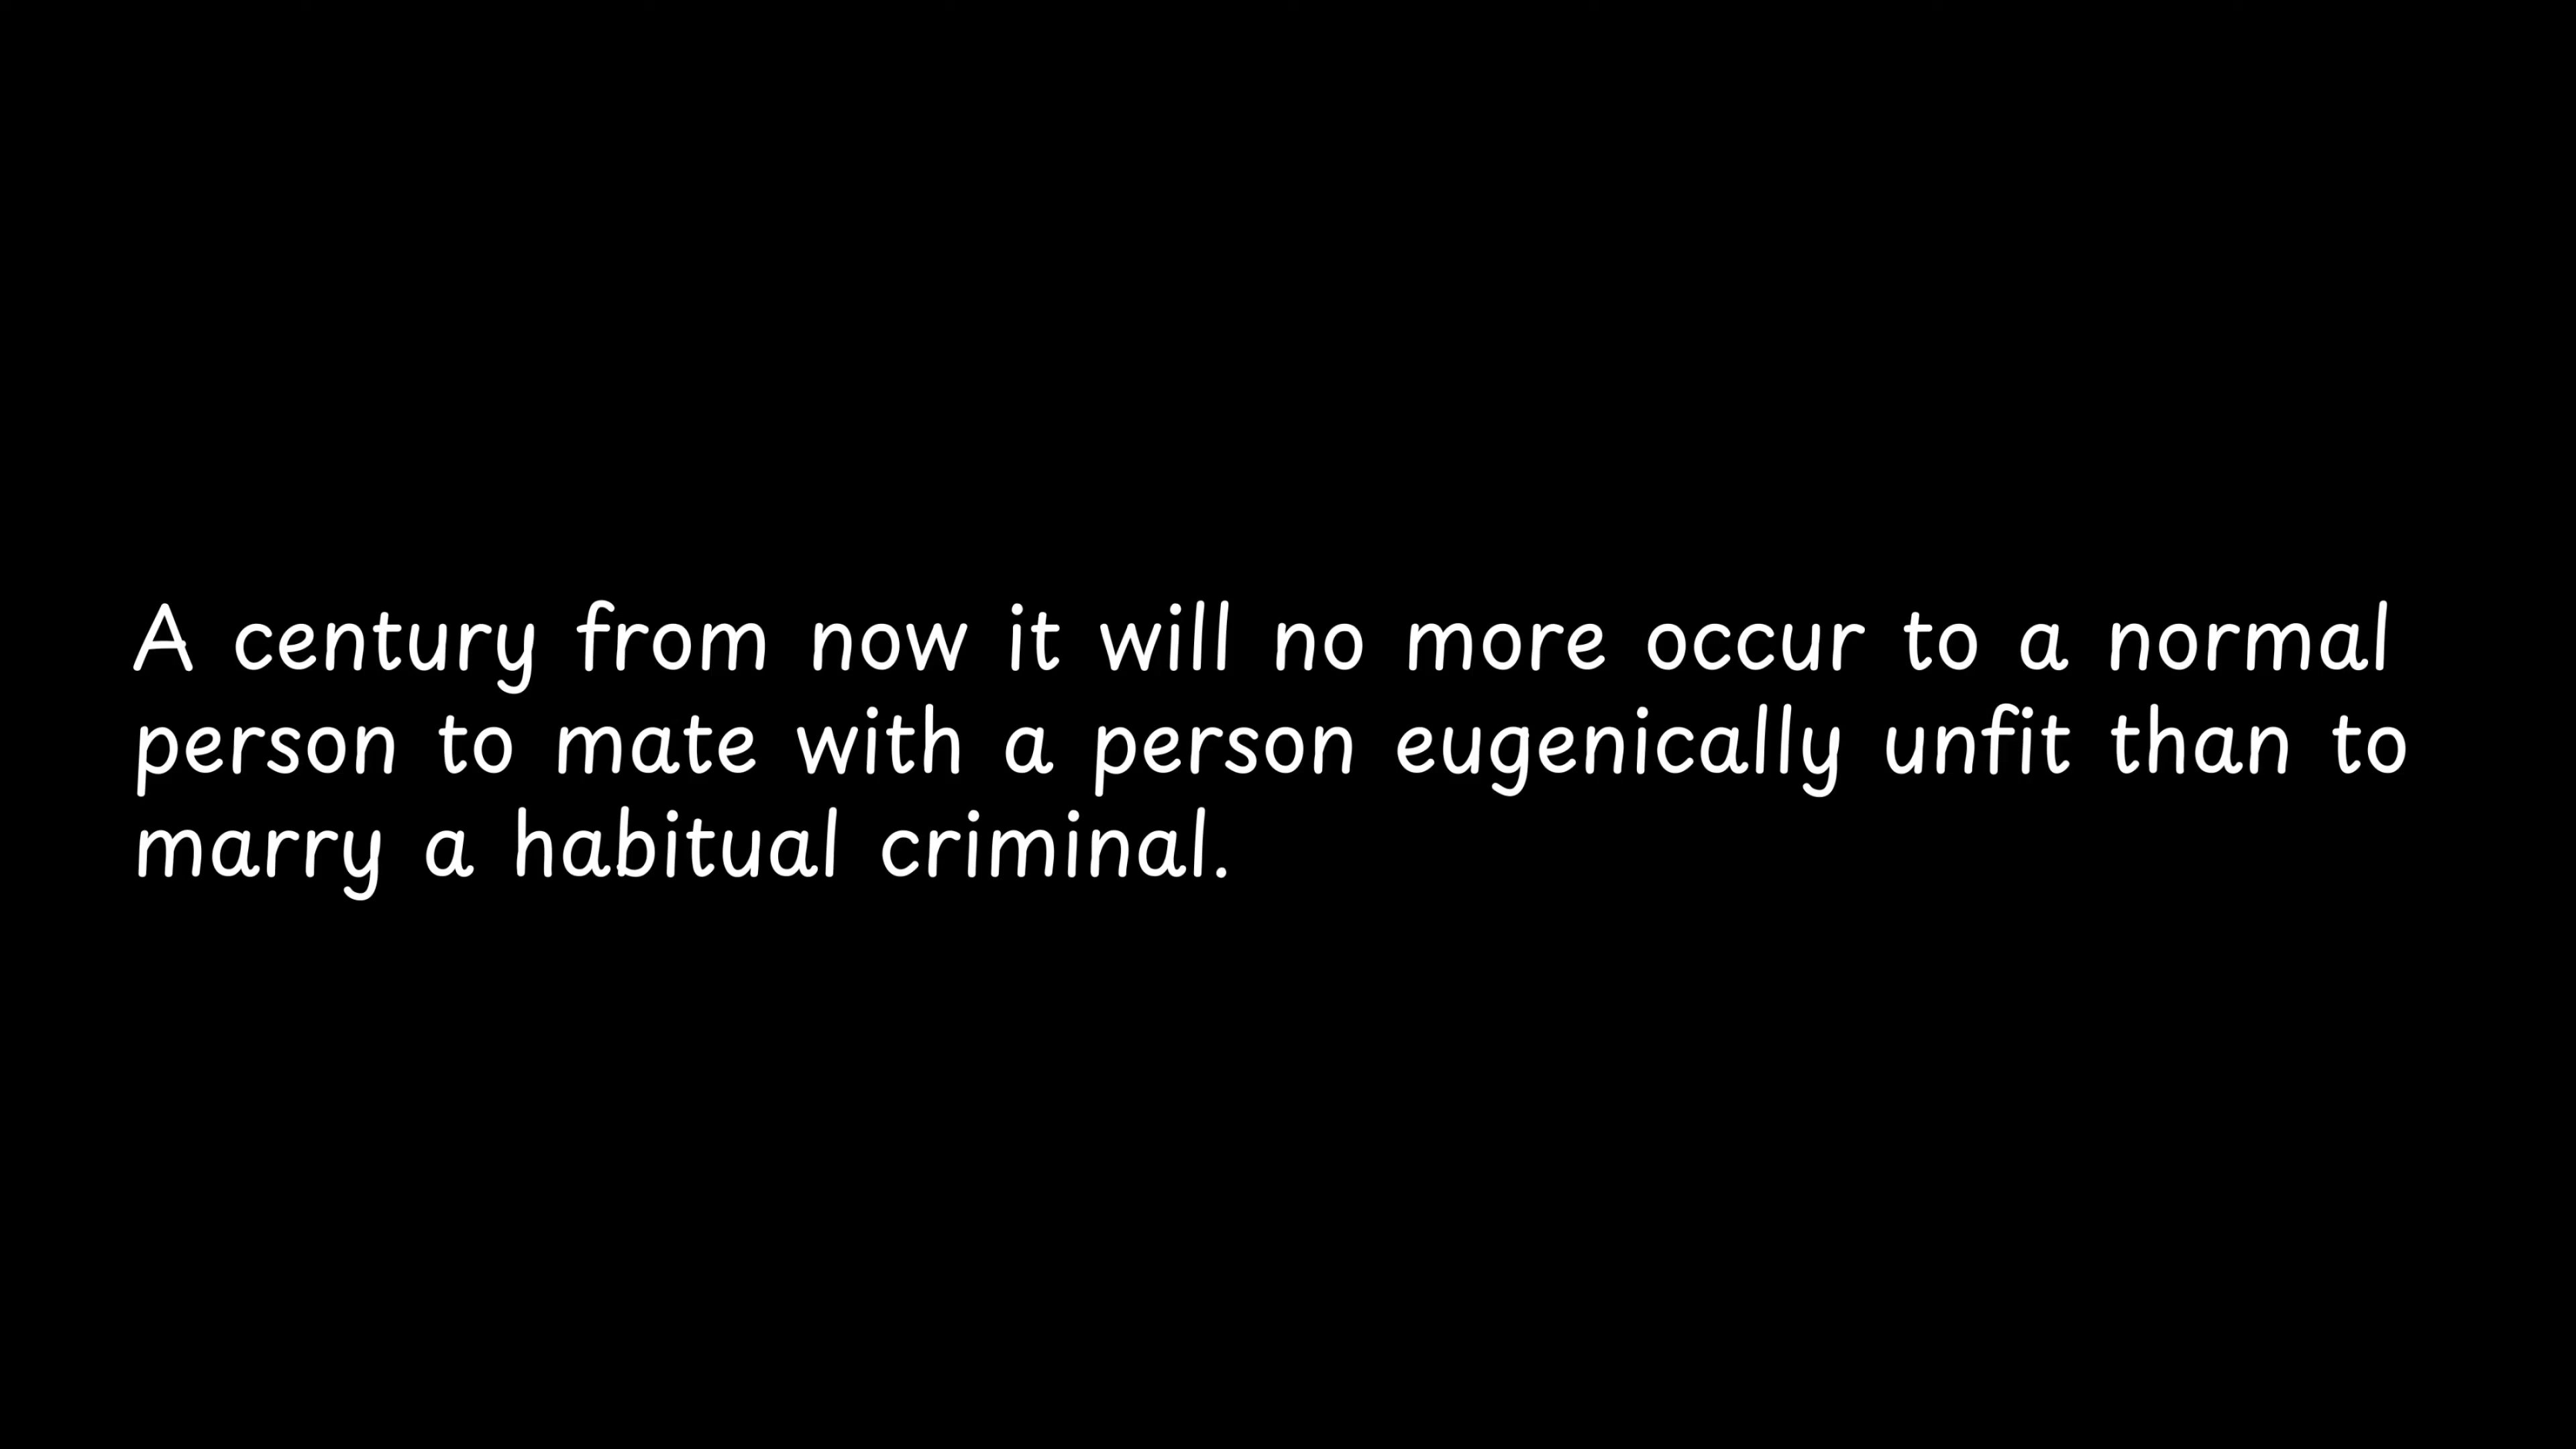 A century from now it will no more occur to a normal
person to mate with a person eugenically unfit than to
marry a habitual criminal.